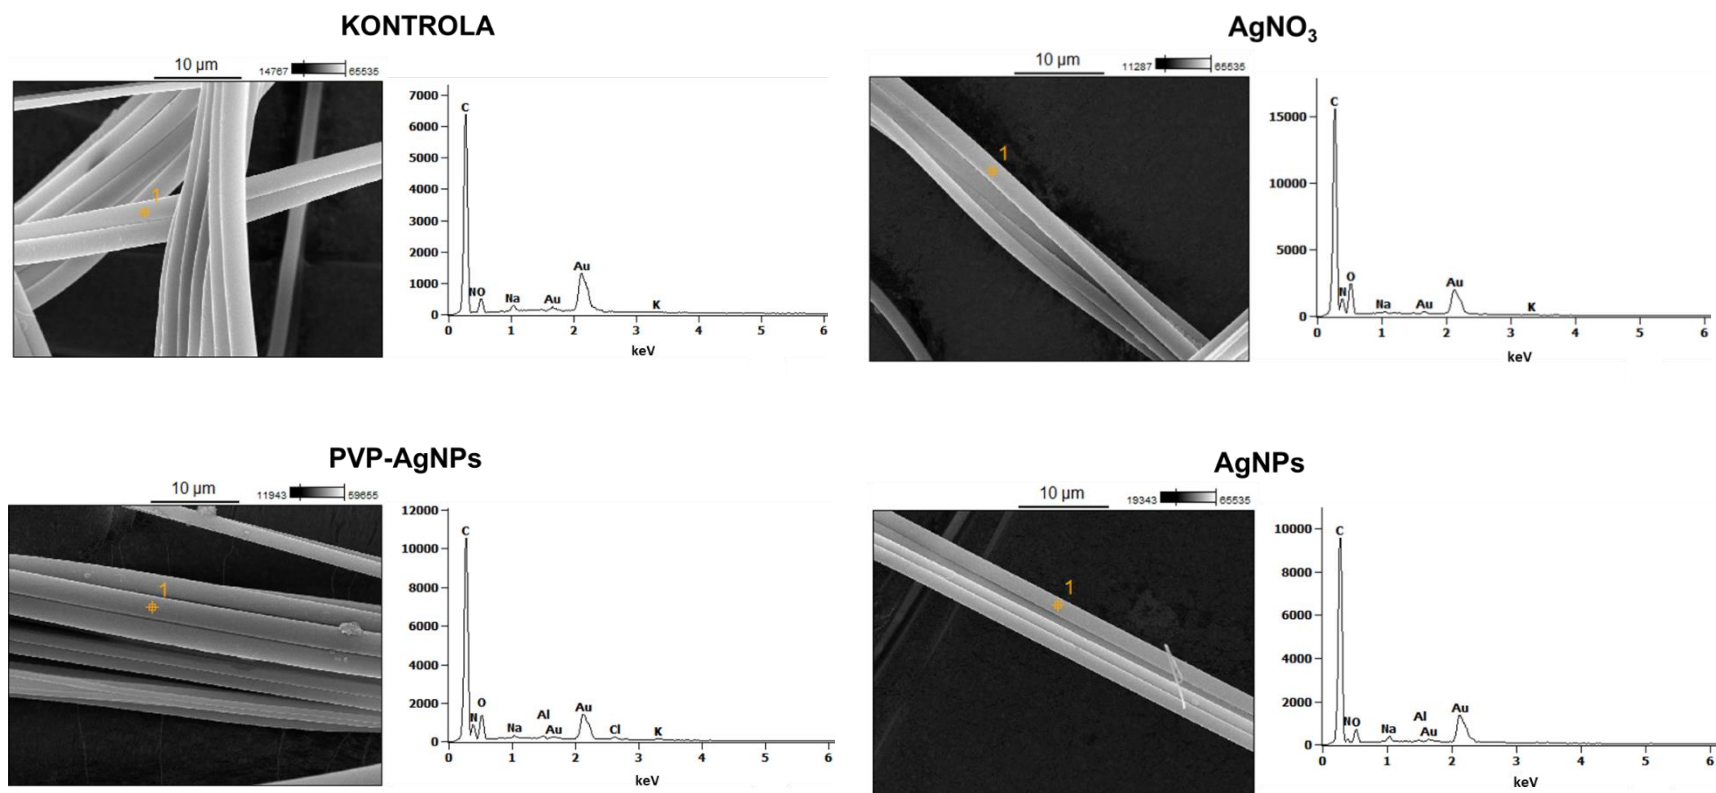 KONTROLA
10 µm
14767 65535
1
7000
6000
5000
4000
3000
2000
1000
0
C
N O
Na
Au
Au
K
0 1 2 3 4 5 6
keV
AgNO₃
10 µm
11287 65535
1
15000
10000
5000
0
C
N
O
Na
Au
Au
K
0 1 2 3 4 5 6
keV
PVP-AgNPs
10 µm
11943 59655
1
12000
10000
8000
6000
4000
2000
0
C
N
O
Na
Al
Au
Au
Cl
K
0 1 2 3 4 5 6
keV
AgNPs
10 µm
19343 65535
1
10000
8000
6000
4000
2000
0
C
N O
Na
Al
Au
Au
0 1 2 3 4 5 6
keV